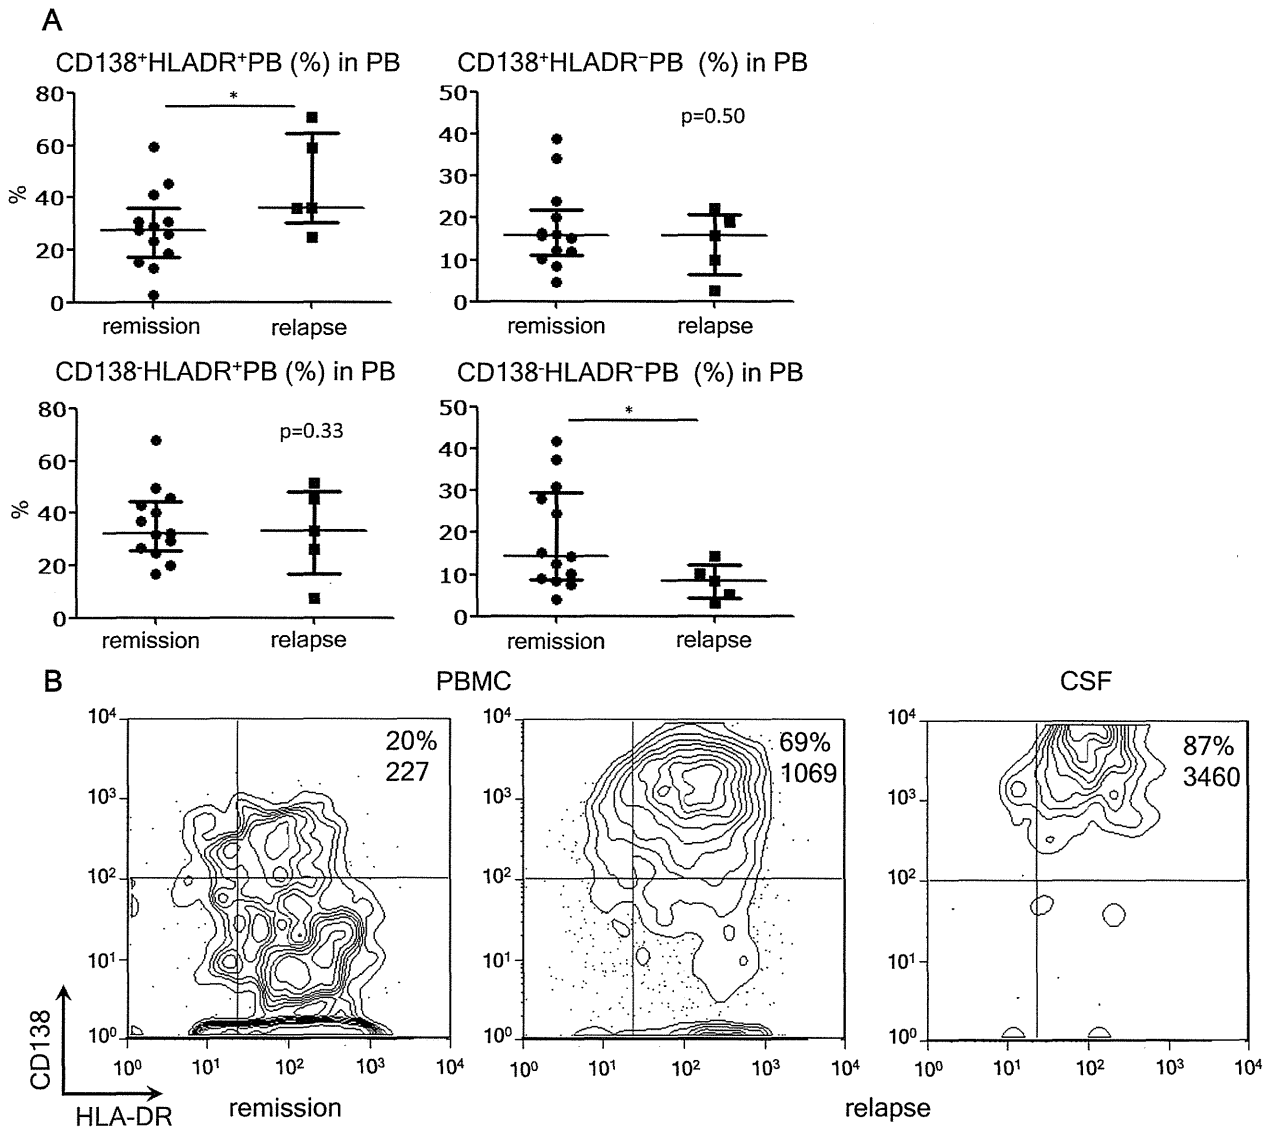 A
CD138⁺HLADR⁺PB (%) in PB
80
60
40
20
0
%
*
remission
relapse
CD138⁺HLADR⁻PB (%) in PB
50
40
30
20
10
0
p=0.50
remission
relapse
CD138⁻HLADR⁺PB (%) in PB
80
60
40
20
0
%
p=0.33
remission
relapse
CD138⁻HLADR⁻PB (%) in PB
50
40
30
20
10
0
*
remission
relapse
B
PBMC
CSF
10⁴
10³
10²
10¹
10⁰
20%
227
10⁰ 10¹ 10² 10³ 10⁴
10⁴
10³
10²
10¹
10⁰
69%
1069
10⁰ 10¹ 10² 10³ 10⁴
10⁴
10³
10²
10¹
10⁰
87%
3460
10⁰ 10¹ 10² 10³ 10⁴
CD138
HLA-DR
remission
relapse